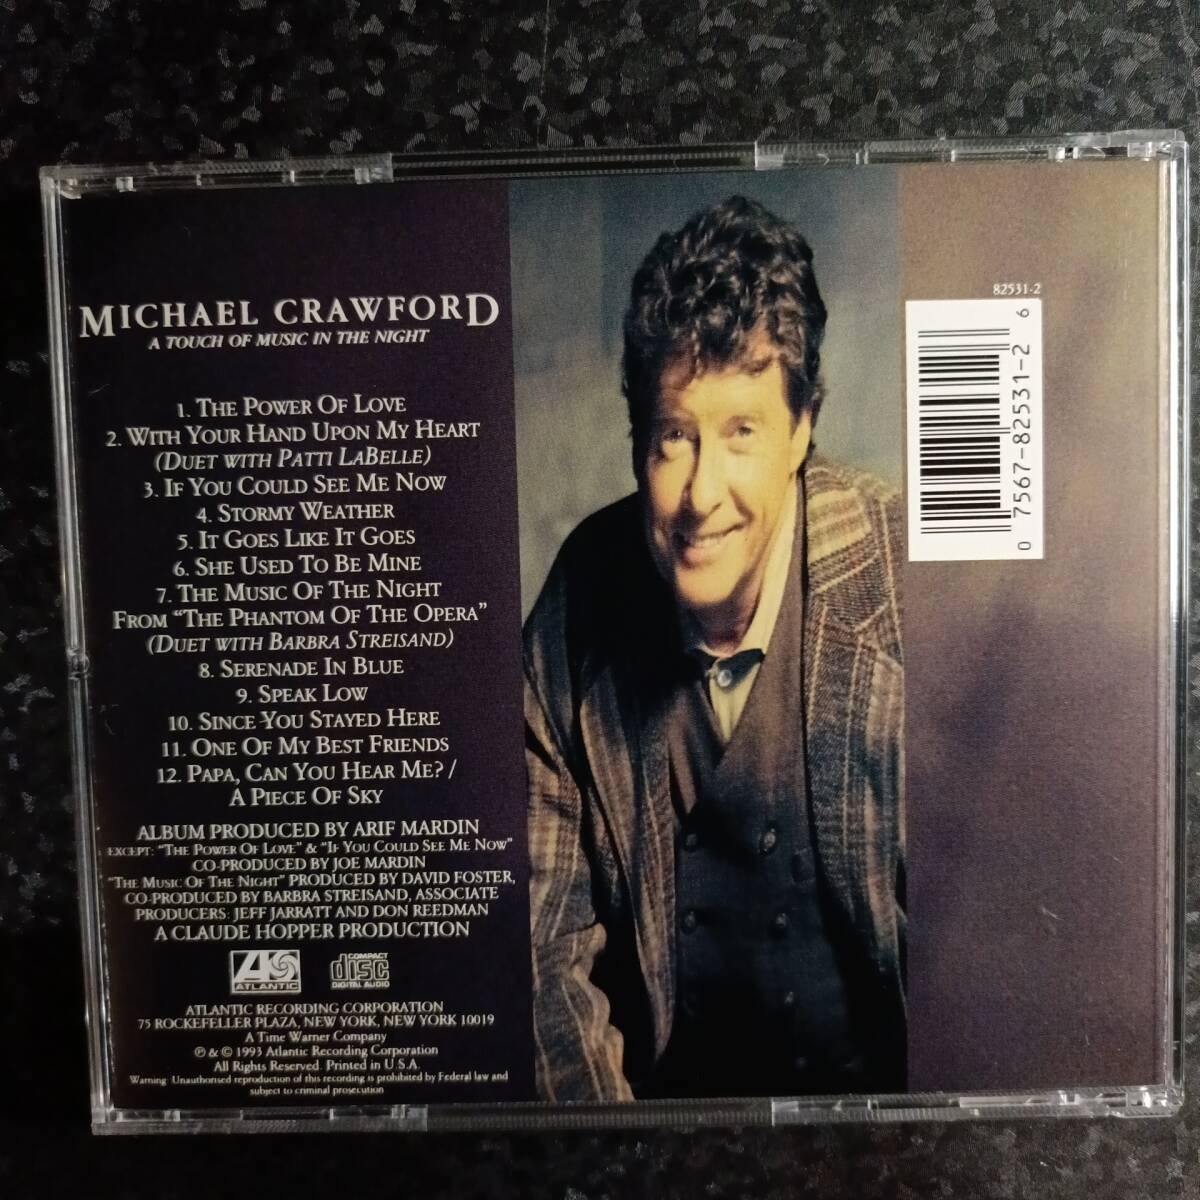 MICHAEL CRAWFORD
A TOUCH OF MUSIC IN THE NIGHT
1. THE POWER OF LOVE
2. WITH YOUR HAND UPON MY HEART
(DUET WITH PATTI LABELLE)
3. IF YOU COULD SEE ME NOW
4. STORMY WEATHER
5. IT GOES LIKE IT GOES
6. SHE USED TO BE MINE
7. THE MUSIC OF THE NIGHT
FROM "THE PHANTOM OF THE OPERA"
(DUET WITH BARBRA STREISAND)
8. SERENADE IN BLUE
9. SPEAK LOW
10. SINCE YOU STAYED HERE
11. ONE OF MY BEST FRIENDS
12. PAPA, CAN YOU HEAR ME? /
A PIECE OF SKY
ALBUM PRODUCED BY ARIF MARDIN
EXCEPT: "THE POWER OF LOVE" & "IF YOU COULD SEE ME NOW"
CO-PRODUCED BY JOE MARDIN
"THE MUSIC OF THE NIGHT" PRODUCED BY DAVID FOSTER,
CO-PRODUCED BY BARBRA STREISAND, ASSOCIATE
PRODUCERS: JEFF JARRATT AND DON REEDMAN
A CLAUDE HOPPER PRODUCTION
ATLANTIC
COMPACT
disc
DIGITAL AUDIO
ATLANTIC RECORDING CORPORATION
75 ROCKEFELLER PLAZA, NEW YORK, NEW YORK 10019
A Time Warner Company
℗ & © 1993 Atlantic Recording Corporation
All Rights Reserved. Printed in U.S.A.
Warning: Unauthorised reproduction of this recording is prohibited by Federal law and
subject to criminal prosecution
82531-2
0 7567-82531-2 6